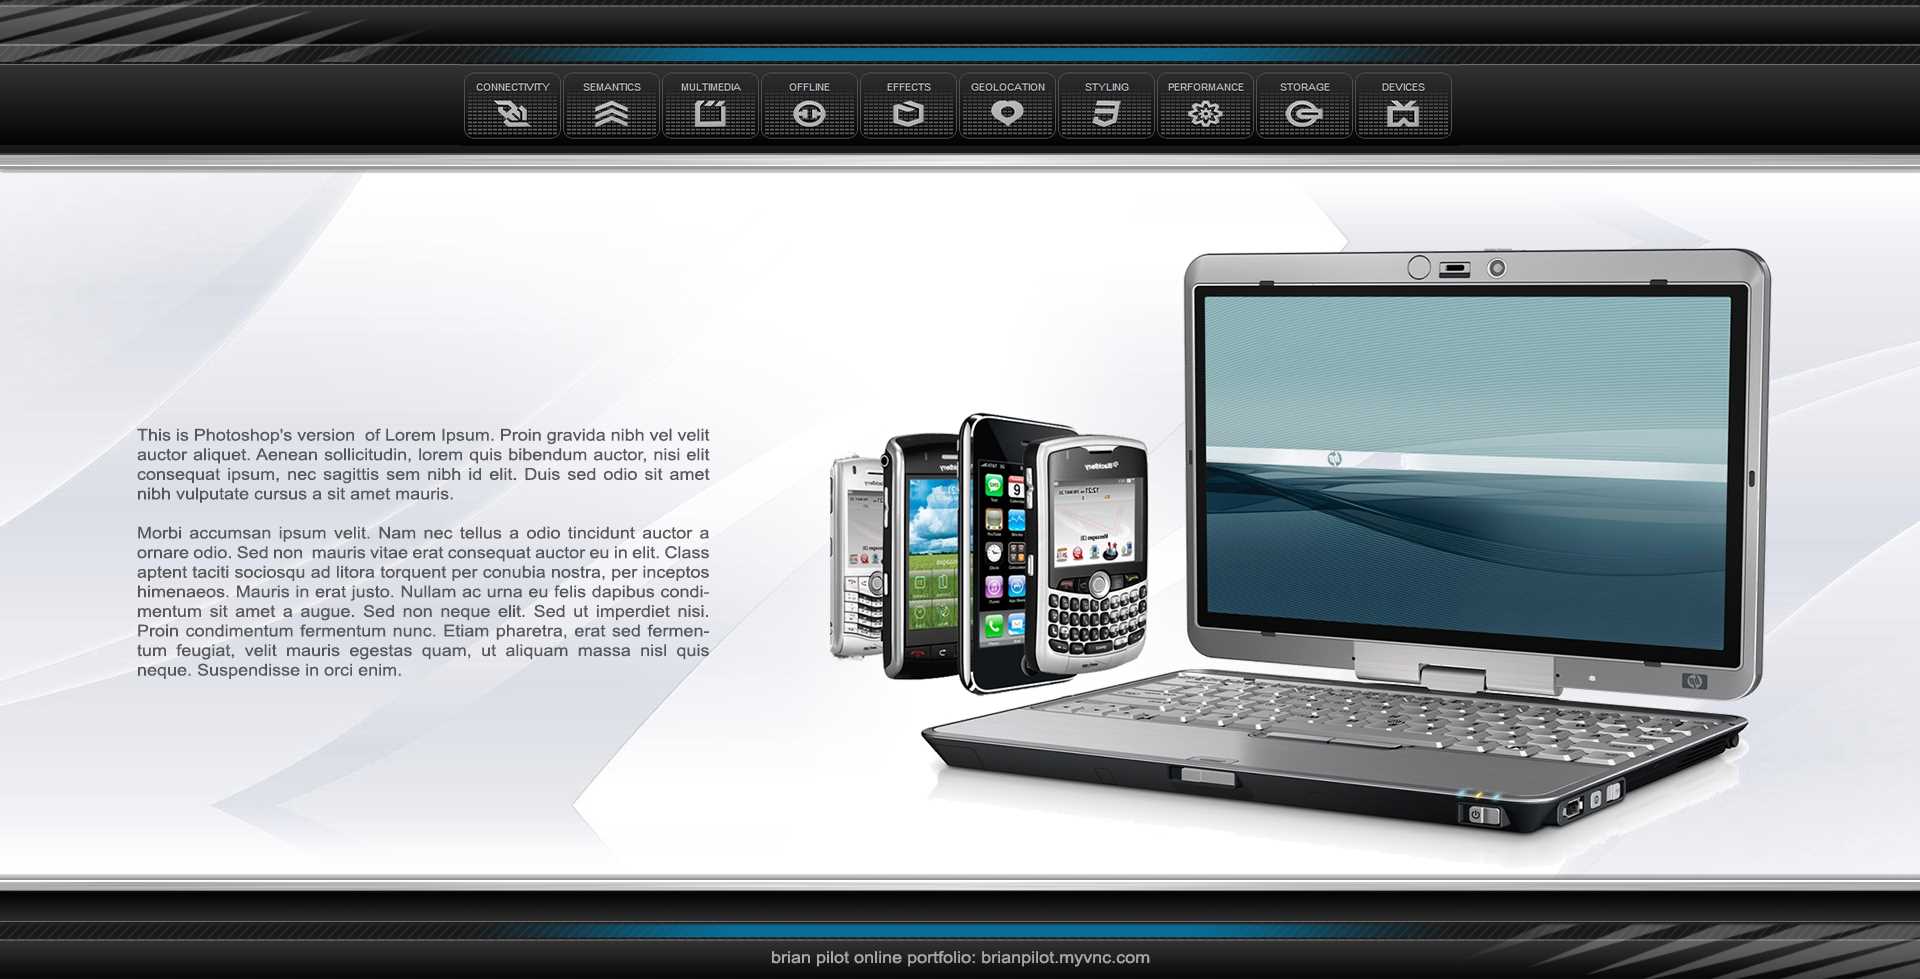 CONNECTIVITY SEMANTICS MULTIMEDIA OFFLINE EFFECTS GEOLOCATION STYLING PERFORMANCE STORAGE DEVICES
This is Photoshop's version  of Lorem Ipsum. Proin gravida nibh vel velit
auctor aliquet. Aenean sollicitudin, lorem quis bibendum auctor, nisi elit
consequat ipsum, nec sagittis sem nibh id elit. Duis sed odio sit amet
nibh vulputate cursus a sit amet mauris.
Morbi accumsan ipsum velit. Nam nec tellus a odio tincidunt auctor a
ornare odio. Sed non  mauris vitae erat consequat auctor eu in elit. Class
aptent taciti sociosqu ad litora torquent per conubia nostra, per inceptos
himenaeos. Mauris in erat justo. Nullam ac urna eu felis dapibus condi-
mentum sit amet a augue. Sed non neque elit. Sed ut imperdiet nisi.
Proin condimentum fermentum nunc. Etiam pharetra, erat sed fermen-
tum feugiat, velit mauris egestas quam, ut aliquam massa nisl quis
neque. Suspendisse in orci enim.
BlackBerry
12:21
Messages (3)
9
hp
brian pilot online portfolio: brianpilot.myvnc.com